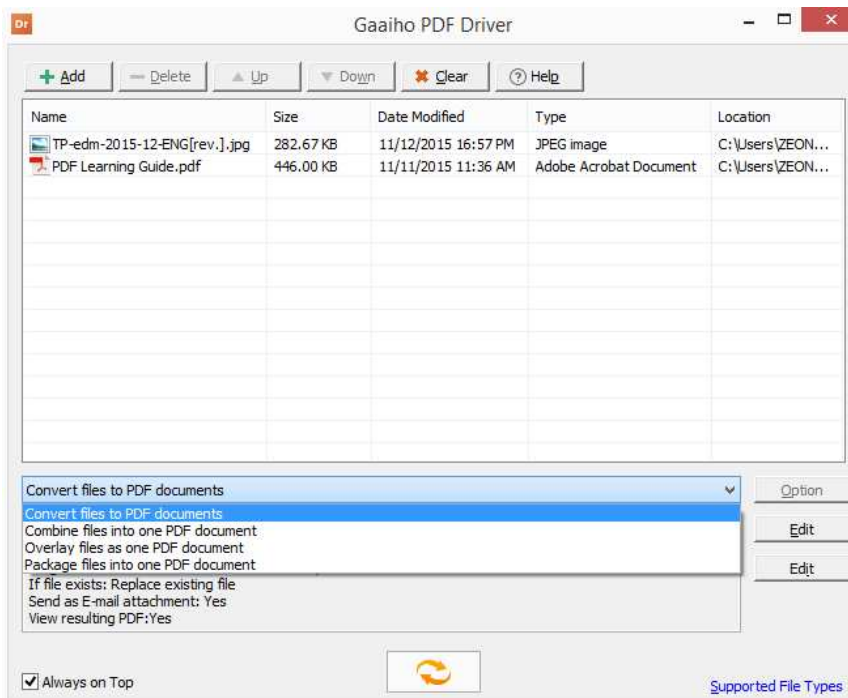 Dr Gaaiho PDF Driver
Add Delete Up Down Clear Help
Name Size Date Modified Type Location
TP-edm-2015-12-ENG[rev.].jpg 282.67 KB 11/12/2015 16:57 PM JPEG image C:\Users\ZEON...
PDF Learning Guide.pdf 446.00 KB 11/11/2015 11:36 AM Adobe Acrobat Document C:\Users\ZEON...
Convert files to PDF documents Option
Convert files to PDF documents
Combine files into one PDF document Edit
Overlay files as one PDF document
Package files into one PDF document Edit
If file exists: Replace existing file
Send as E-mail attachment: Yes
View resulting PDF:Yes
Always on Top Supported File Types